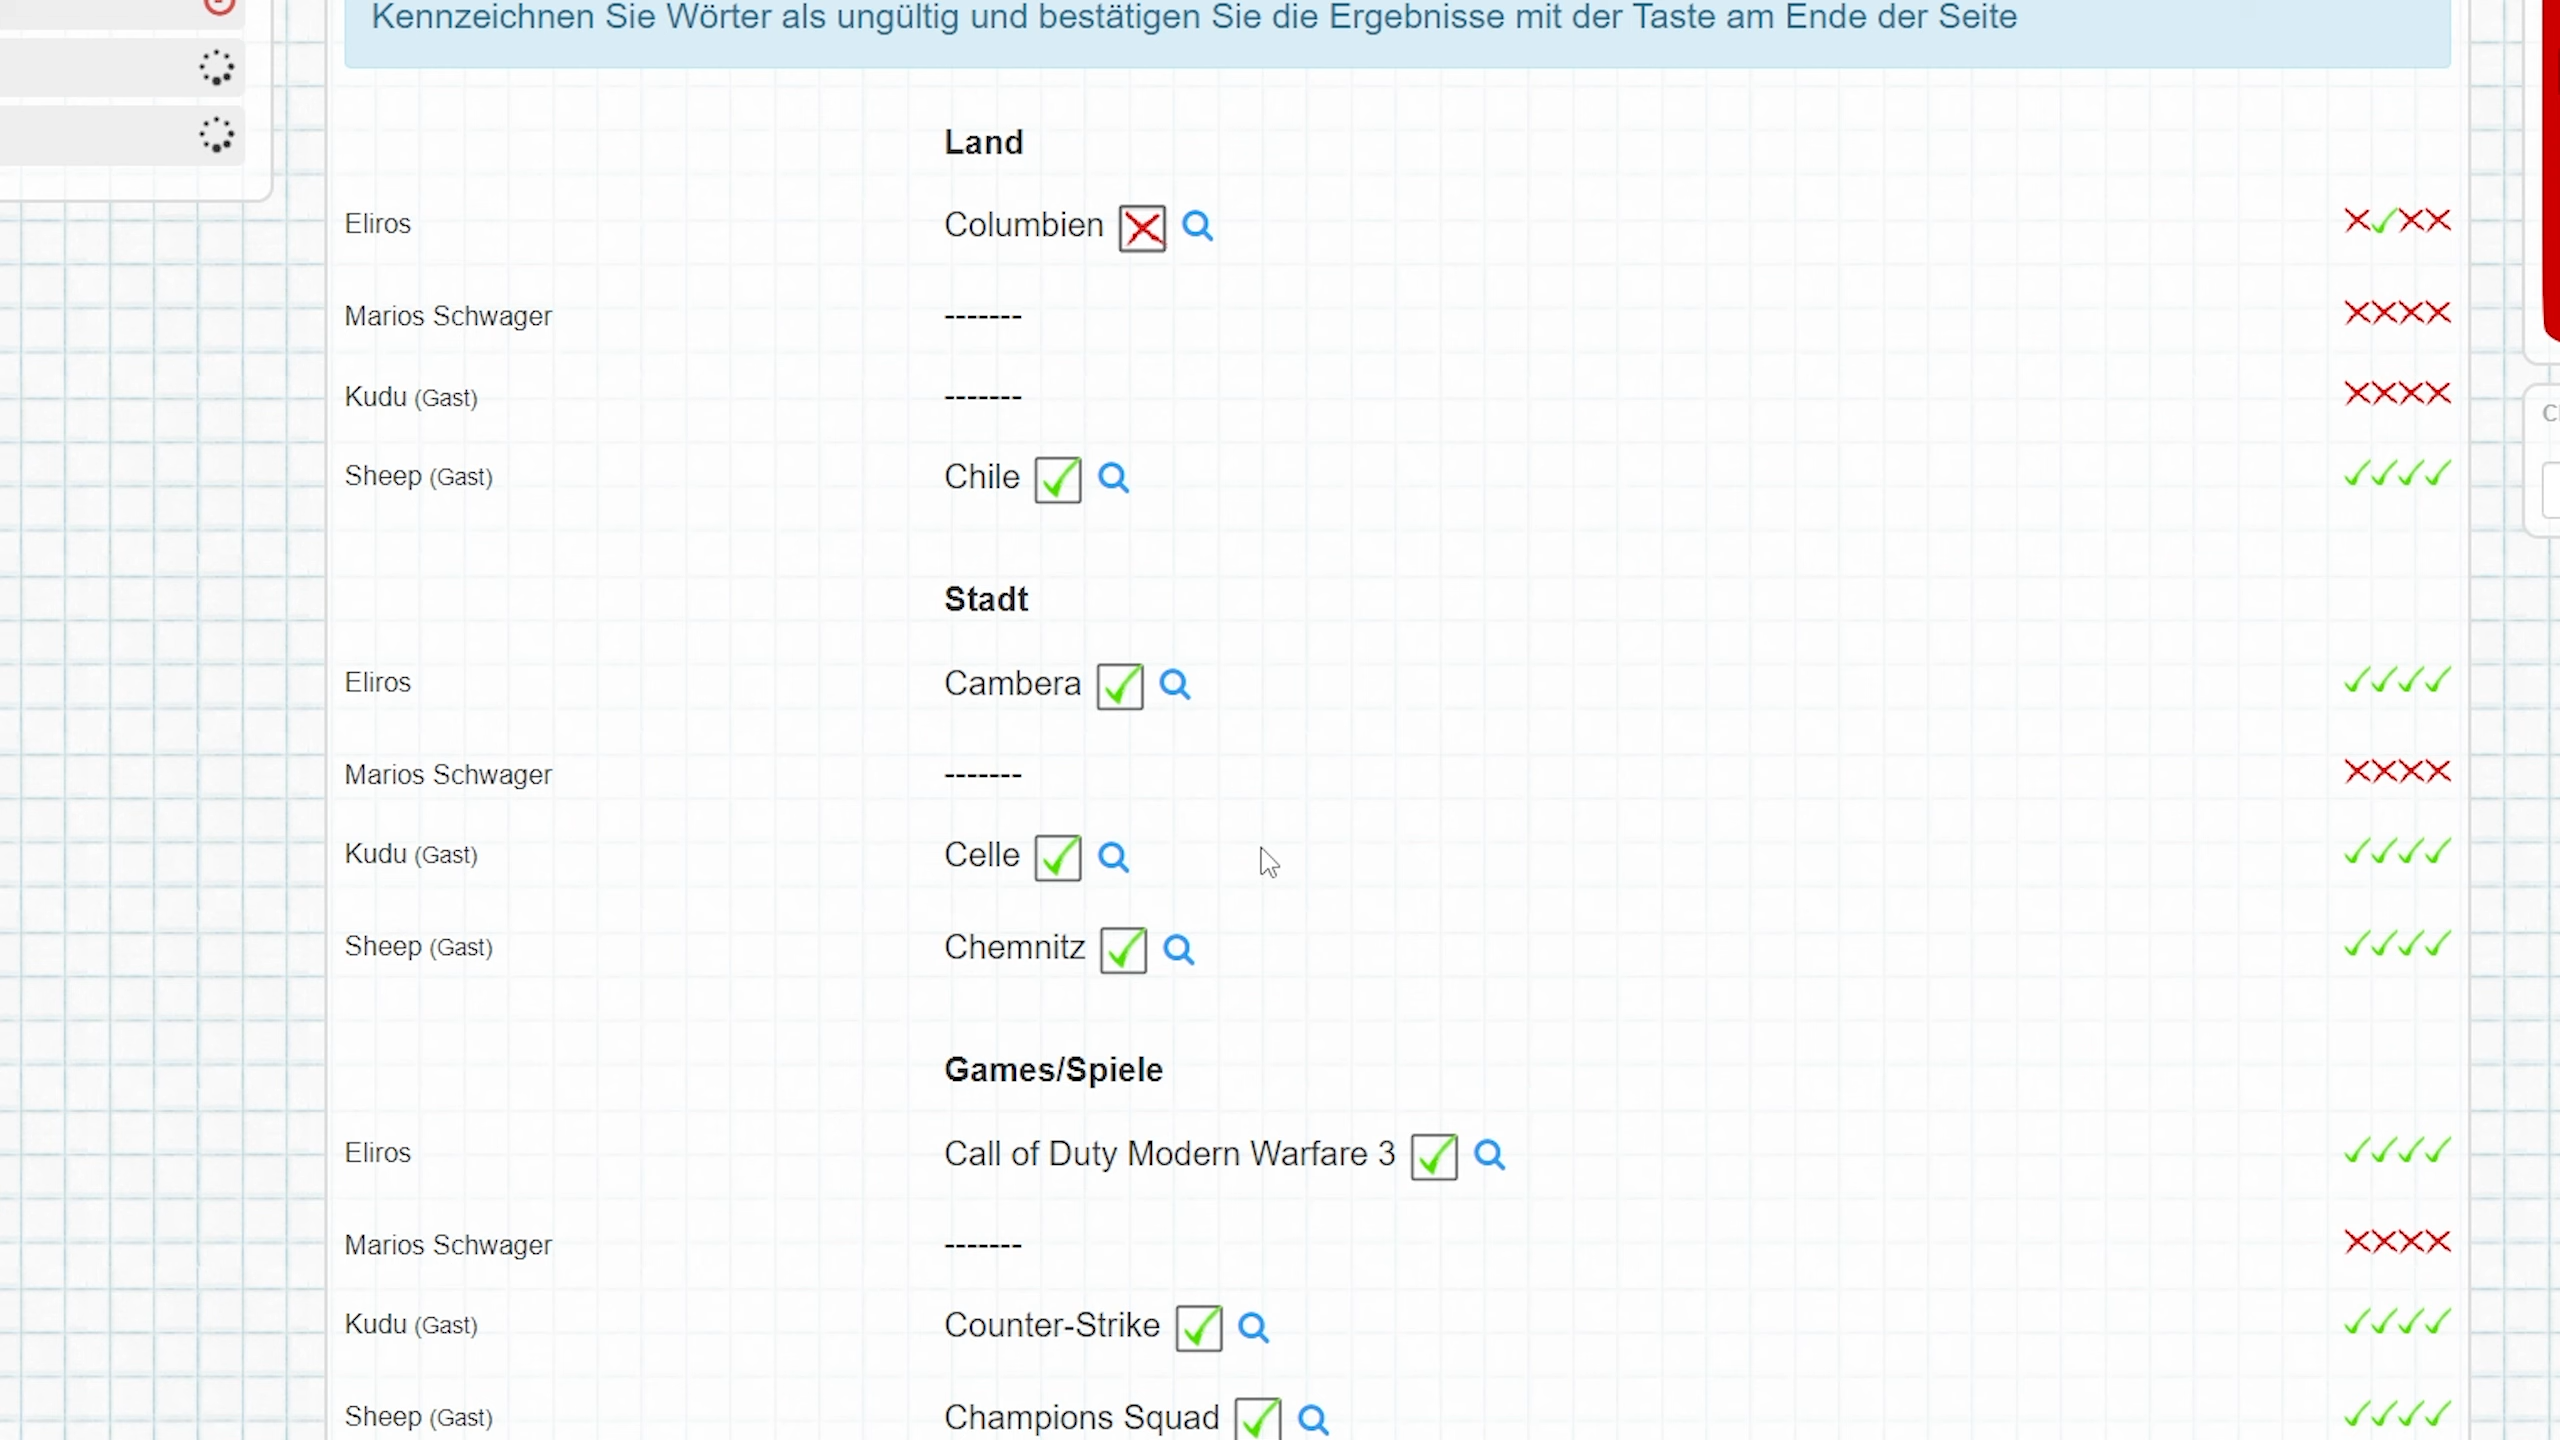 Kennzeichnen Sie Wörter als ungültig und bestätigen Sie die Ergebnisse mit der Taste am Ende der Seite
Land
Eliros Columbien
Marios Schwager -------
Kudu (Gast) -------
Sheep (Gast) Chile
Stadt
Eliros Cambera
Marios Schwager -------
Kudu (Gast) Celle
Sheep (Gast) Chemnitz
Games/Spiele
Eliros Call of Duty Modern Warfare 3
Marios Schwager -------
Kudu (Gast) Counter-Strike
Sheep (Gast) Champions Squad